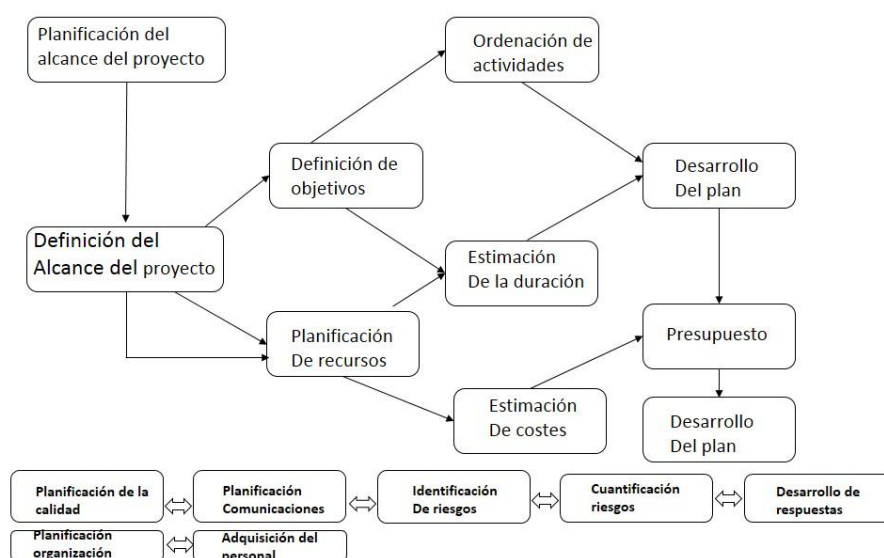 Planificación del
alcance del proyecto
Ordenación de
actividades
Definición de
objetivos
Desarrollo
Del plan
Definición del
Alcance del proyecto
Estimación
De la duración
Planificación
De recursos
Presupuesto
Estimación
De costes
Desarrollo
Del plan
Planificación de la
calidad
Planificación
Comunicaciones
Identificación
De riesgos
Cuantificación
riesgos
Desarrollo de
respuestas
Planificación
organización
Adquisición del
personal